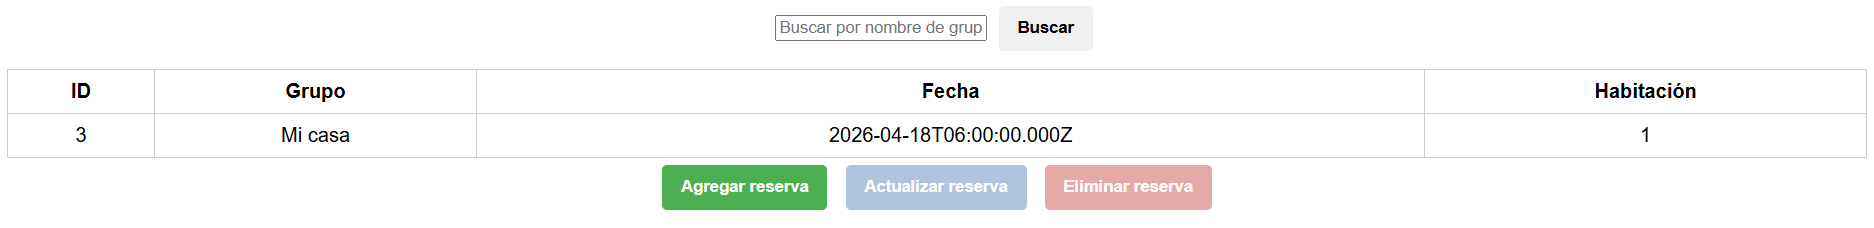 Buscar por nombre de grup Buscar
ID Grupo Fecha Habitación
3 Mi casa 2026-04-18T06:00:00.000Z 1
Agregar reserva Actualizar reserva Eliminar reserva